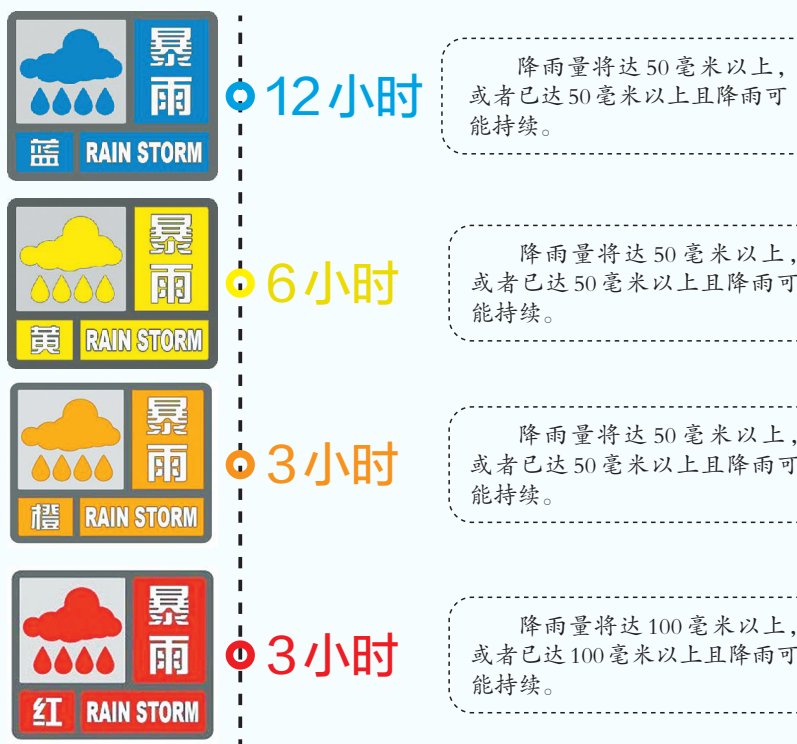 暴雨
蓝 RAIN STORM
12小时
降雨量将达50毫米以上，
或者已达50毫米以上且降雨可
能持续。
暴雨
黄 RAIN STORM
6小时
降雨量将达50毫米以上，
或者已达50毫米以上且降雨可
能持续。
暴雨
橙 RAIN STORM
3小时
降雨量将达50毫米以上，
或者已达50毫米以上且降雨可
能持续。
暴雨
红 RAIN STORM
3小时
降雨量将达100毫米以上，
或者已达100毫米以上且降雨可
能持续。